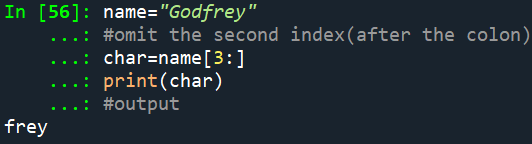 In [56]: name="Godfrey"
    ...: #omit the second index(after the colon)
    ...: char=name[3:]
    ...: print(char)
    ...: #output
frey